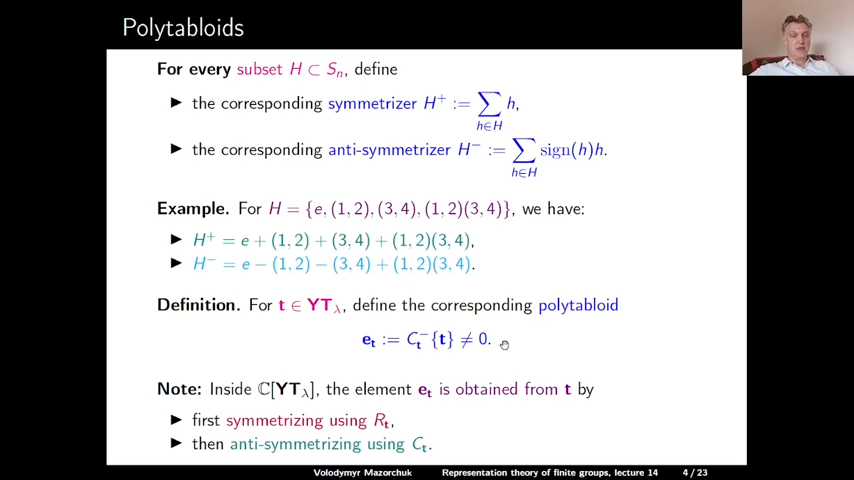 Polytabloids
For every subset H ⊂ Sₙ, define
▶ the corresponding symmetrizer H⁺ := ∑_{h∈H} h,
▶ the corresponding anti-symmetrizer H⁻ := ∑_{h∈H} sign(h)h.
Example. For H = {e, (1, 2), (3, 4), (1, 2)(3, 4)}, we have:
▶ H⁺ = e + (1, 2) + (3, 4) + (1, 2)(3, 4),
▶ H⁻ = e − (1, 2) − (3, 4) + (1, 2)(3, 4).
Definition. For t ∈ YT_λ, define the corresponding polytabloid
e_t := C_t⁻{t} ≠ 0.
Note: Inside ℂ[YT_λ], the element e_t is obtained from t by
▶ first symmetrizing using R_t,
▶ then anti-symmetrizing using C_t.
Volodymyr Mazorchuk Representation theory of finite groups, lecture 14 4 / 23